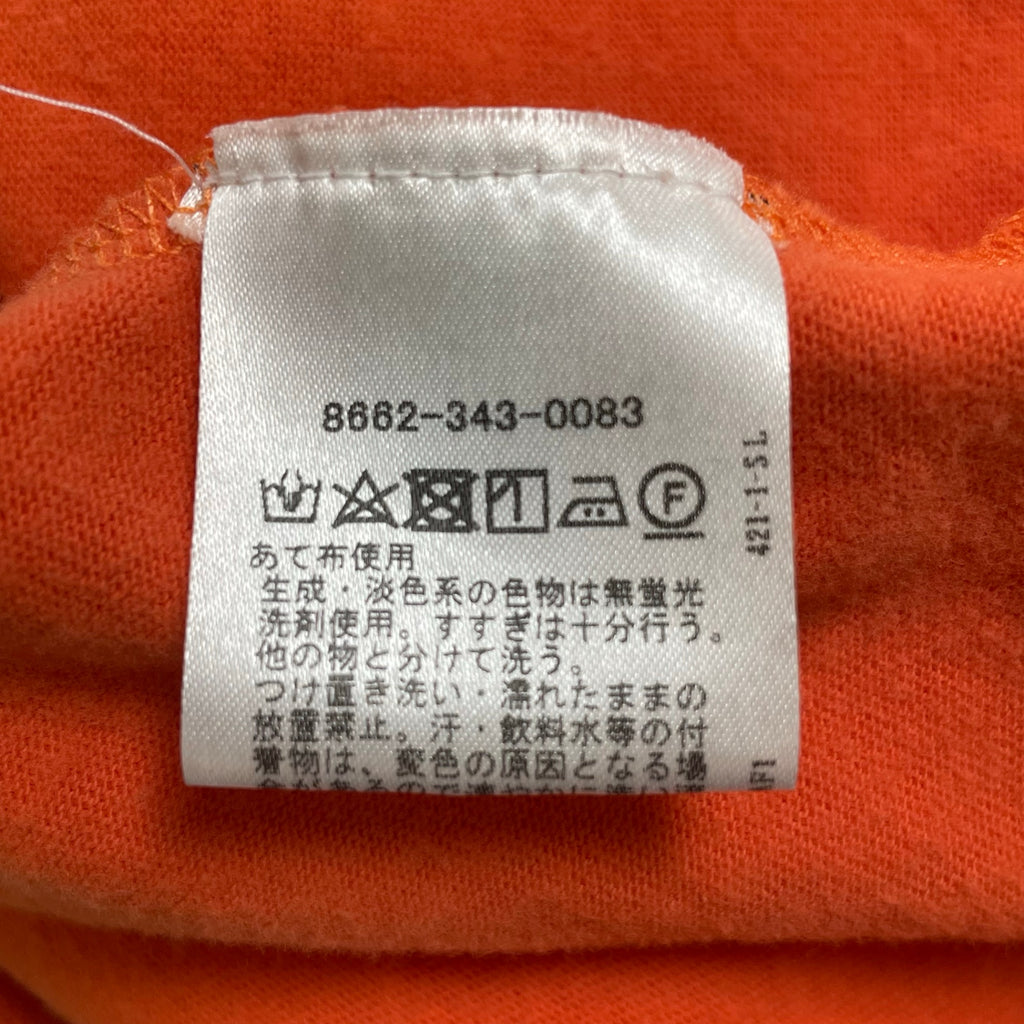 8662-343-0083
F
あて布使用
生成・淡色系の色物は無蛍光
洗剤使用。すすぎは十分行う。
他の物と分けて洗う。
つけ置き洗い・濡れたままの
放置禁止。汗・飲料水等の付
着物は、変色の原因となる場
421-1-SL